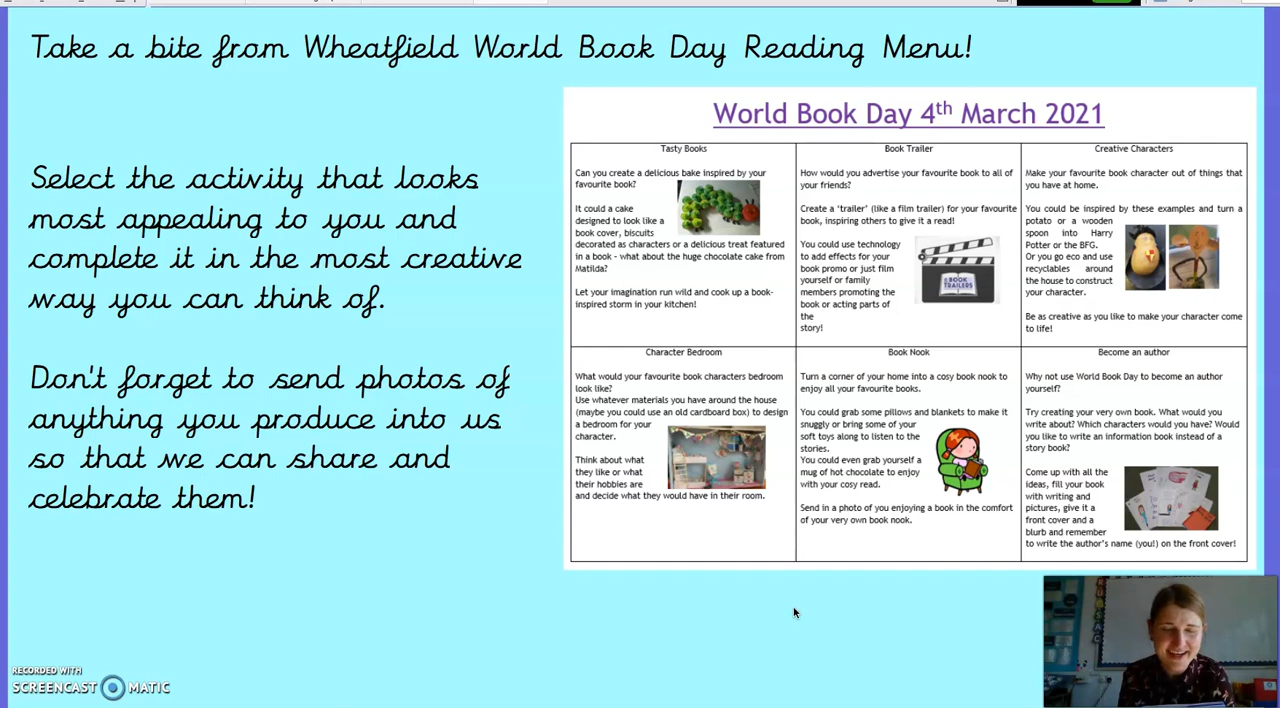 Take a bite from Wheatfield World Book Day Reading Menu!
Select the activity that looks
most appealing to you and
complete it in the most creative
way you can think of.
Don't forget to send photos of
anything you produce into us
so that we can share and
celebrate them!
World Book Day 4th March 2021
Tasty Books
Can you create a delicious bake inspired by your
favourite book?
It could a cake
designed to look like a
book cover, biscuits
decorated as characters or a delicious treat featured
in a book - what about the huge chocolate cake from
Matilda?
Let your imagination run wild and cook up a book-
inspired storm in your kitchen!
Book Trailer
How would you advertise your favourite book to all of
your friends?
Create a 'trailer' (like a film trailer) for your favourite
book, inspiring others to give it a read!
You could use technology
to add effects for your
book promo or just film
yourself or family
members promoting the
book or acting parts of
the
story!
BOOK
TRAILERS
Creative Characters
Make your favourite book character out of things that
you have at home.
You could be inspired by these examples and turn a
potato or a wooden
spoon into Harry
Potter or the BFG.
Or you go eco and use
recyclables around
the house to construct
your character.
Be as creative as you like to make your character come
to life!
Character Bedroom
What would your favourite book characters bedroom
look like?
Use whatever materials you have around the house
(maybe you could use an old cardboard box) to design
a bedroom for your
character.
Think about what
they like or what
their hobbies are
and decide what they would have in their room.
Book Nook
Turn a corner of your home into a cosy book nook to
enjoy all your favourite books.
You could grab some pillows and blankets to make it
snuggly or bring some of your
soft toys along to listen to the
stories.
You could even grab yourself a
mug of hot chocolate to enjoy
with your cosy read.
Send in a photo of you enjoying a book in the comfort
of your very own book nook.
Become an author
Why not use World Book Day to become an author
yourself?
Try creating your very own book. What would you
write about? Which characters would you have? Would
you like to write an information book instead of a
story book?
Come up with all the
ideas, fill your book
with writing and
pictures, give it a
front cover and a
blurb and remember
to write the author's name (you!) on the front cover!
RECORDED WITH
SCREENCAST MATIC